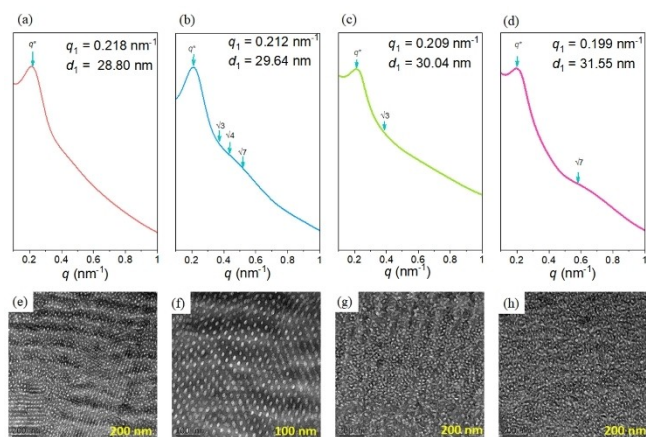 (a)
q*
q1 = 0.218 nm-1
d1 = 28.80 nm
0.2 0.4 0.6 0.8 1
q (nm-1)
(b)
q*
q1 = 0.212 nm-1
d1 = 29.64 nm
√3
√4
√7
0.2 0.4 0.6 0.8 1
q (nm-1)
(c)
q*
q1 = 0.209 nm-1
d1 = 30.04 nm
√3
0.2 0.4 0.6 0.8 1
q (nm-1)
(d)
q*
q1 = 0.199 nm-1
d1 = 31.55 nm
√7
0.2 0.4 0.6 0.8 1
q (nm-1)
(e)
200 nm
(f)
100 nm
(g)
200 nm
(h)
200 nm